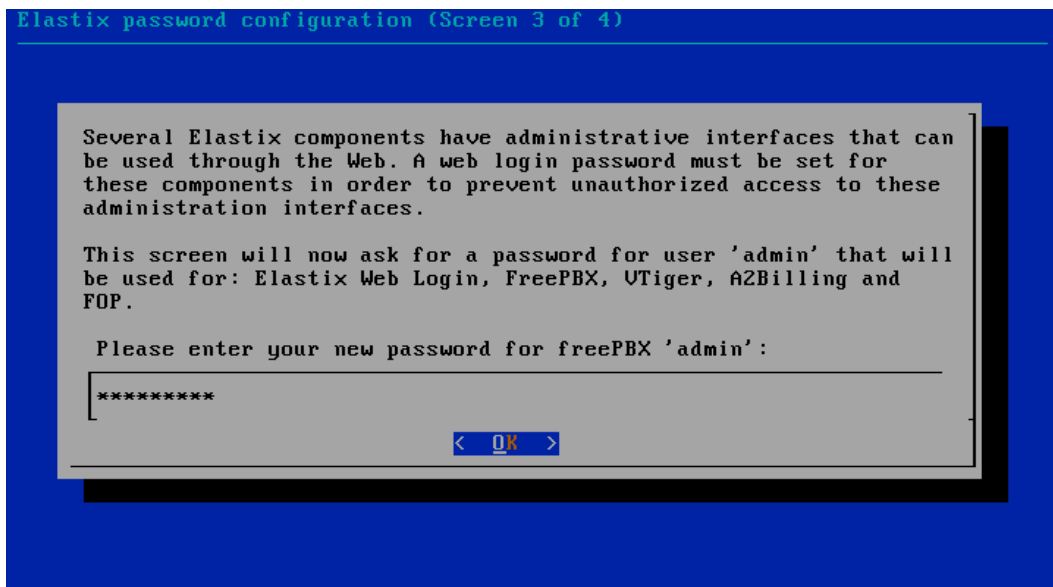 Elastix password configuration (Screen 3 of 4)
Several Elastix components have administrative interfaces that can
be used through the Web. A web login password must be set for
these components in order to prevent unauthorized access to these
administration interfaces.
This screen will now ask for a password for user 'admin' that will
be used for: Elastix Web Login, FreePBX, VTiger, A2Billing and
FOP.
Please enter your new password for freePBX 'admin':
*********
< OK >